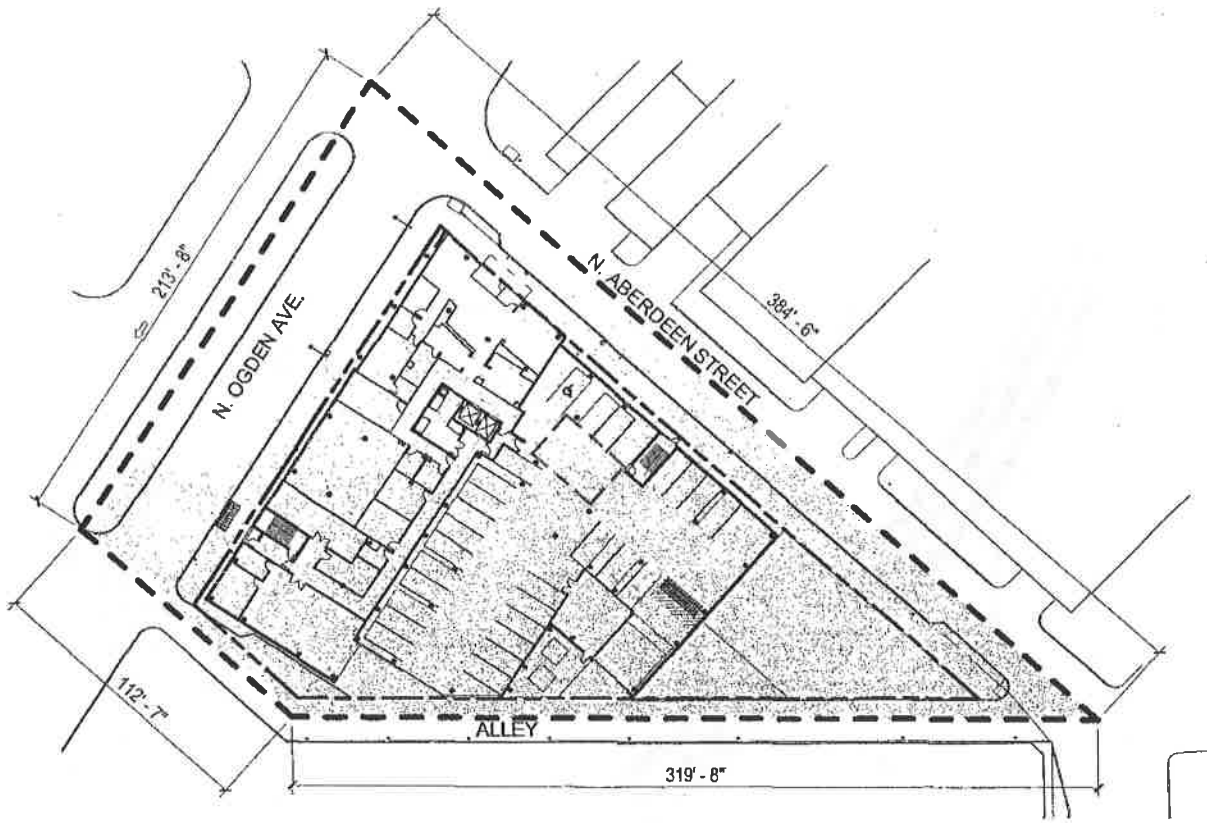 213' - 8"
N. OGDEN AVE.
N. ABERDEEN STREET
384' - 6"
112' - 7"
ALLEY
319' - 8"